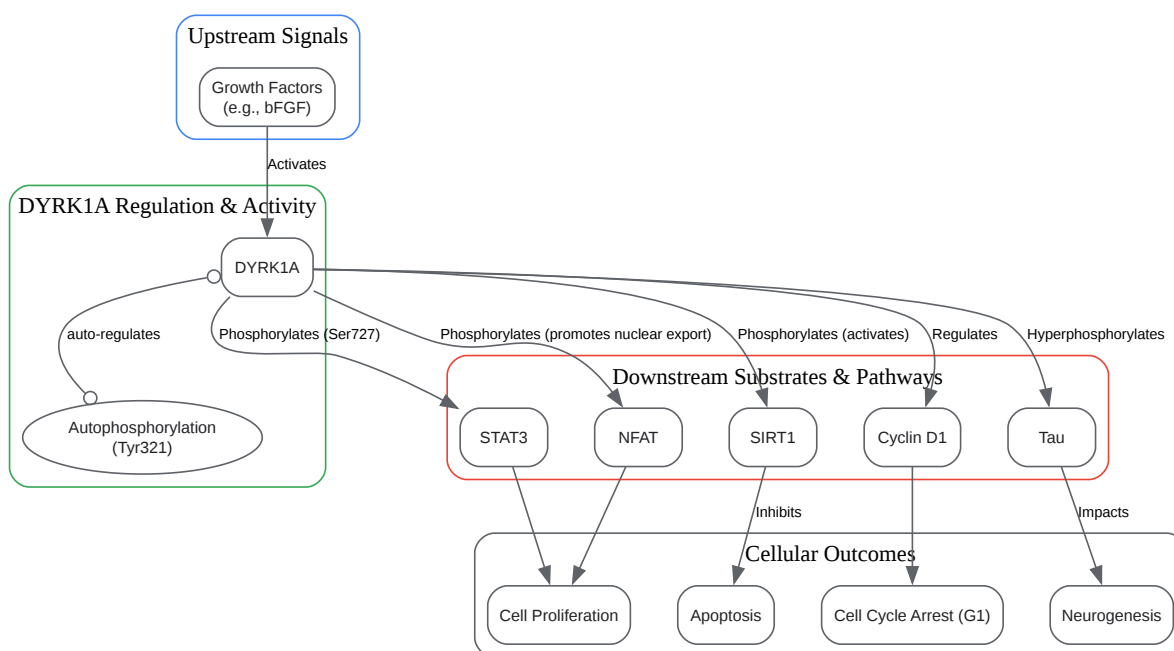 Upstream Signals
Growth Factors
(e.g., bFGF)
Activates
DYRK1A Regulation & Activity
DYRK1A
auto-regulates
Phosphorylates (Ser727)
Phosphorylates (promotes nuclear export)
Phosphorylates (activates)
Regulates
Hyperphosphorylates
Downstream Substrates & Pathways
Autophosphorylation
(Tyr321)
STAT3
NFAT
SIRT1
Cyclin D1
Tau
Inhibits
Impacts
Cellular Outcomes
Cell Proliferation
Apoptosis
Cell Cycle Arrest (G1)
Neurogenesis